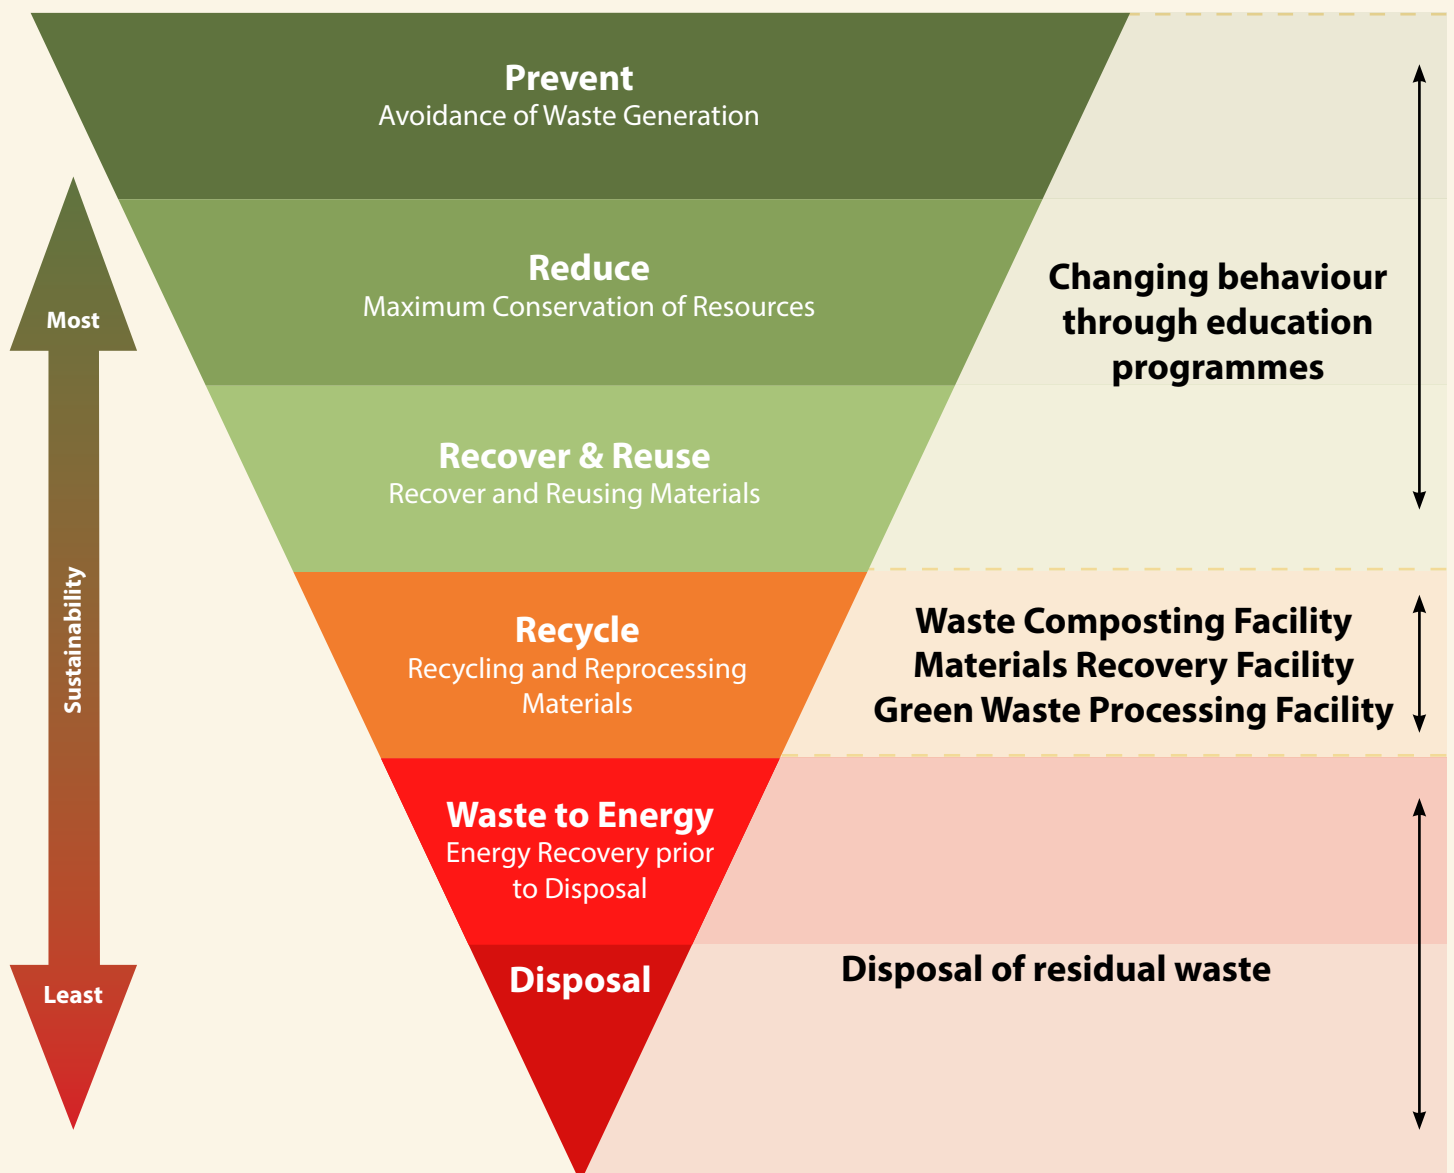 Prevent
Avoidance of Waste Generation
Reduce
Maximum Conservation of Resources
Changing behaviour
through education
programmes
Most
Recover & Reuse
Recover and Reusing Materials
Sustainability
Recycle
Recycling and Reprocessing
Materials
Waste Composting Facility
Materials Recovery Facility
Green Waste Processing Facility
Waste to Energy
Energy Recovery prior
to Disposal
Disposal
Disposal of residual waste
Least